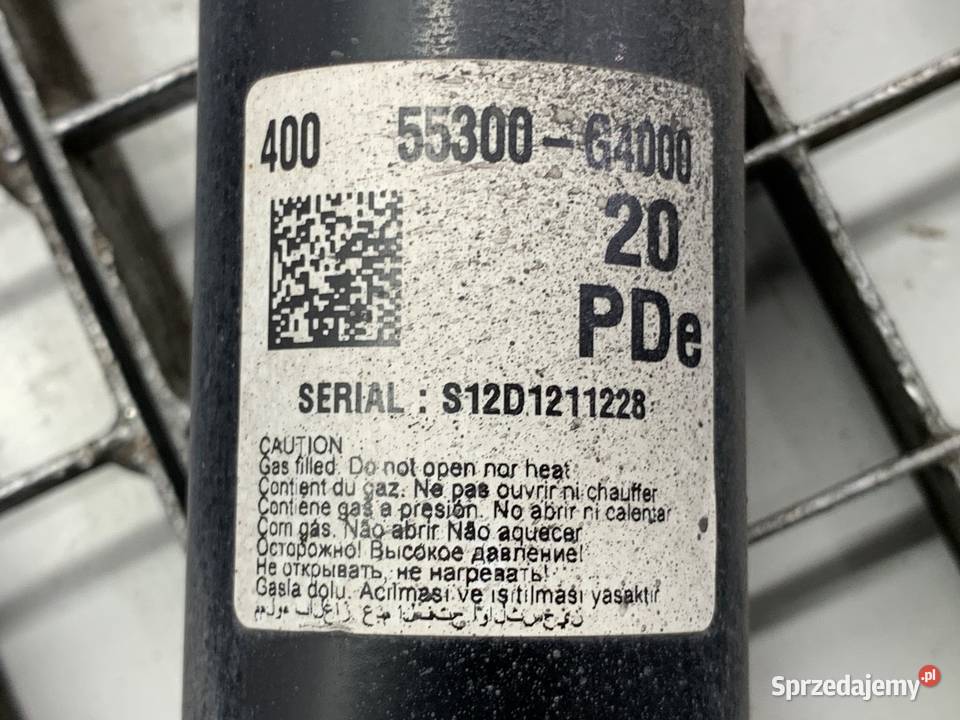 400 55300-G4000
20
PDe
SERIAL : S12D1211228
CAUTION
Gas filled. Do not open nor heat
Contient du gaz. Ne pas ouvrir ni chauffer
Contiene gas a presión. No abrir ni calentar
Com gás. Não abrir Não aquecer
Осторожно! Высокое давление!
Не открывать, не нагревать!
Gasla dolu. Açılması ve ısıtılması yasaktır
Sprzedajemy.pl